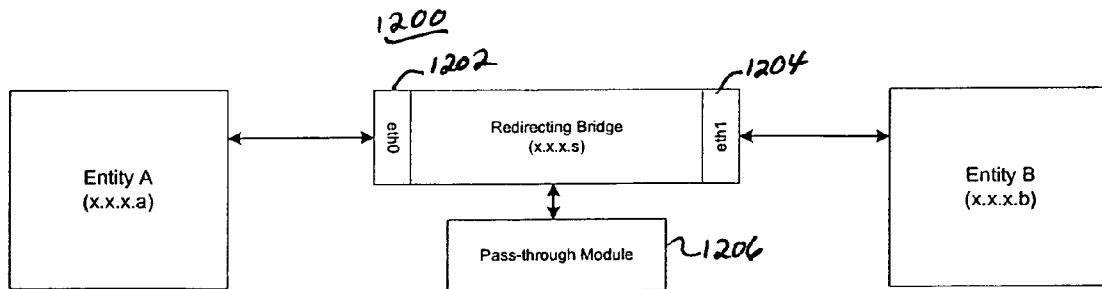 1200
1202
1204
eth0
Redirecting Bridge
(x.x.x.s)
eth1
Entity A
(x.x.x.a)
Entity B
(x.x.x.b)
Pass-through Module
1206